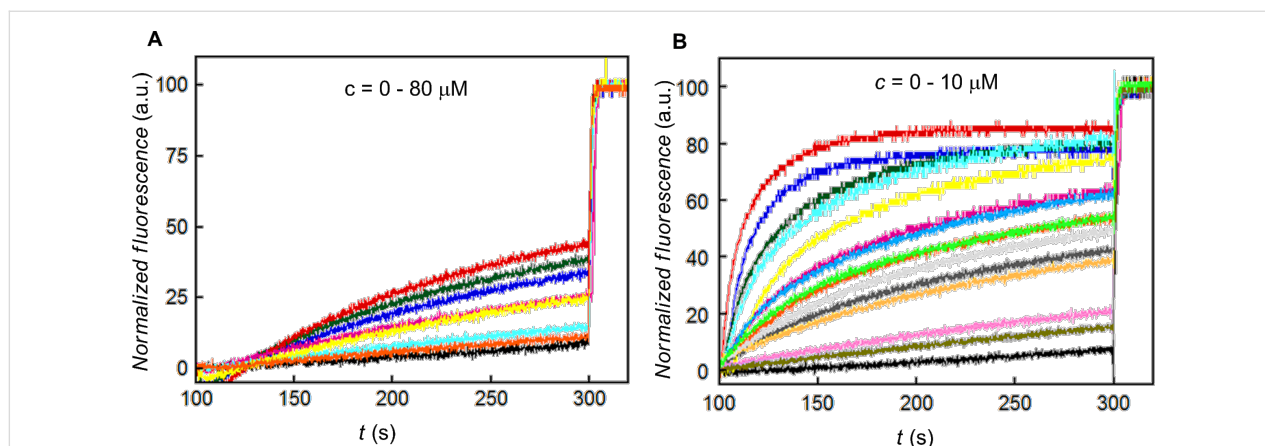 A
c = 0 - 80 μM
Normalized fluorescence (a.u.)
100
75
50
25
0
100
150
200
250
300
t (s)
B
c = 0 - 10 μM
Normalized fluorescence (a.u.)
100
80
60
40
20
0
100
150
200
250
300
t (s)